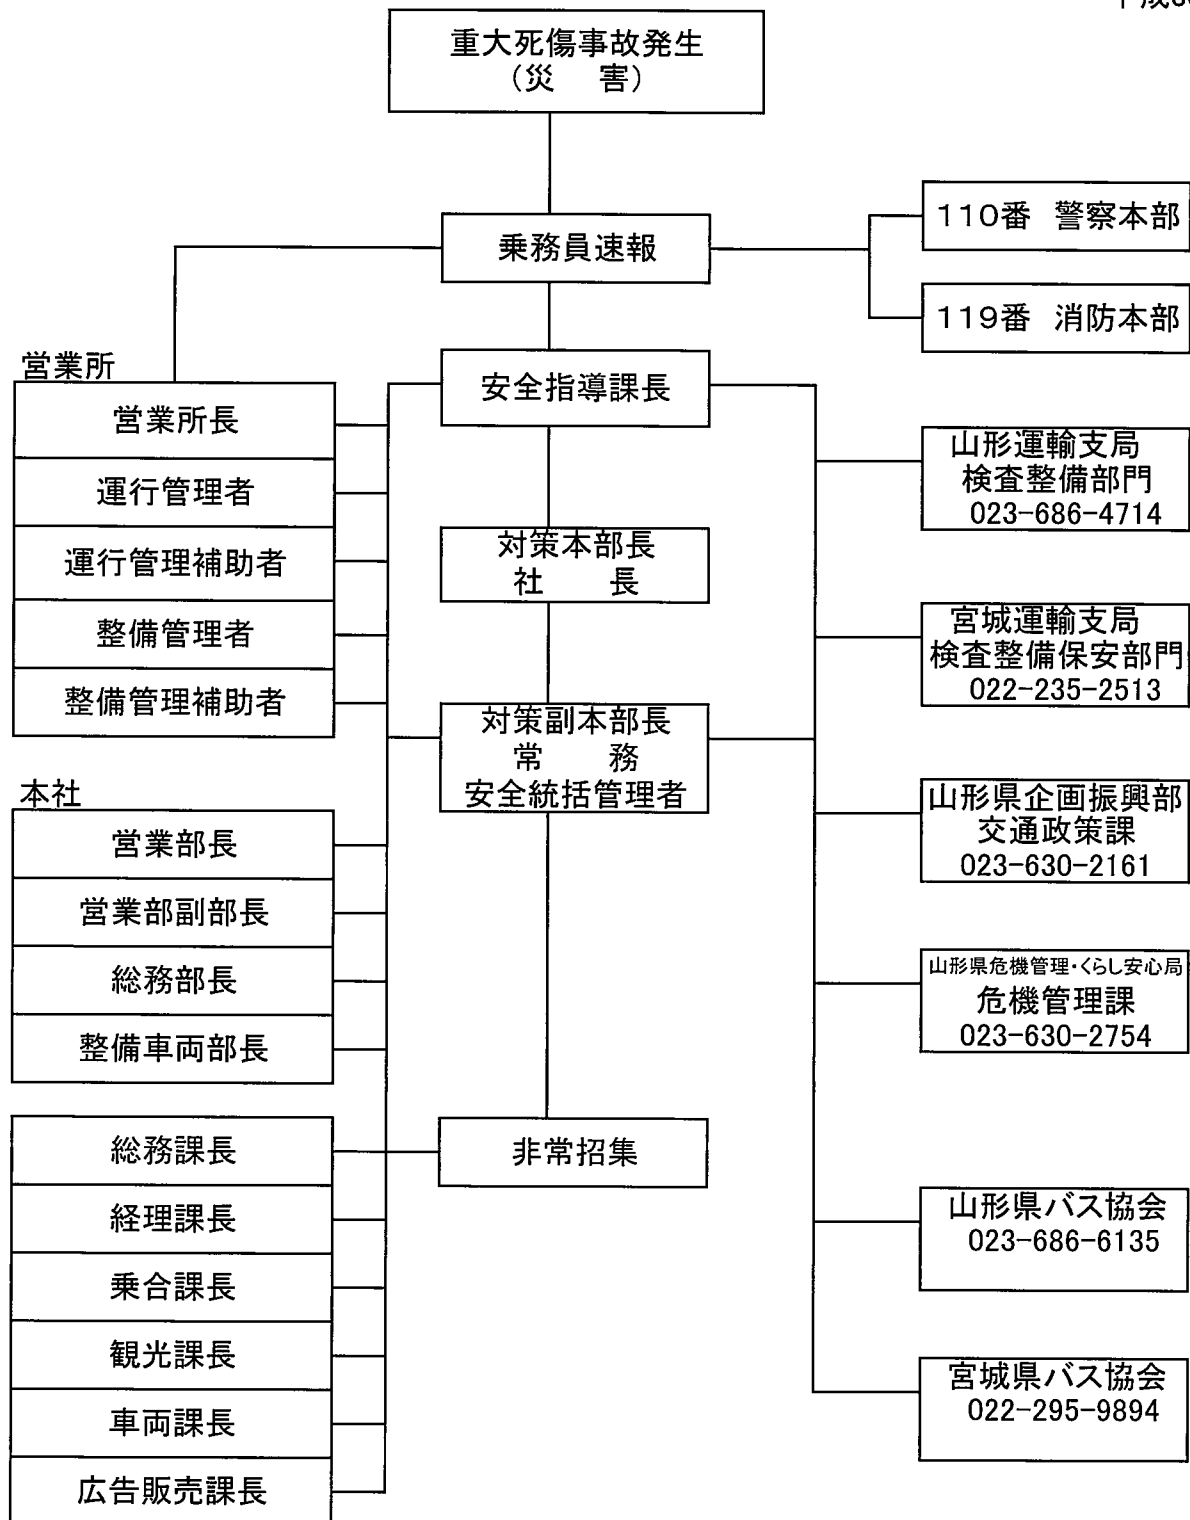 重大死傷事故発生
(災 害)
乗務員速報
110番 警察本部
119番 消防本部
営業所
安全指導課長
営業所長
運行管理者
運行管理補助者
整備管理者
整備管理補助者
対策本部長
社 長
対策副本部長
常 務
安全統括管理者
山形運輸支局
検査整備部門
023-686-4714
宮城運輸支局
検査整備保安部門
022-235-2513
山形県企画振興部
交通政策課
023-630-2161
山形県危機管理・くらし安心局
危機管理課
023-630-2754
本社
営業部長
営業部副部長
総務部長
整備車両部長
総務課長
経理課長
乗合課長
観光課長
車両課長
広告販売課長
非常招集
山形県バス協会
023-686-6135
宮城県バス協会
022-295-9894